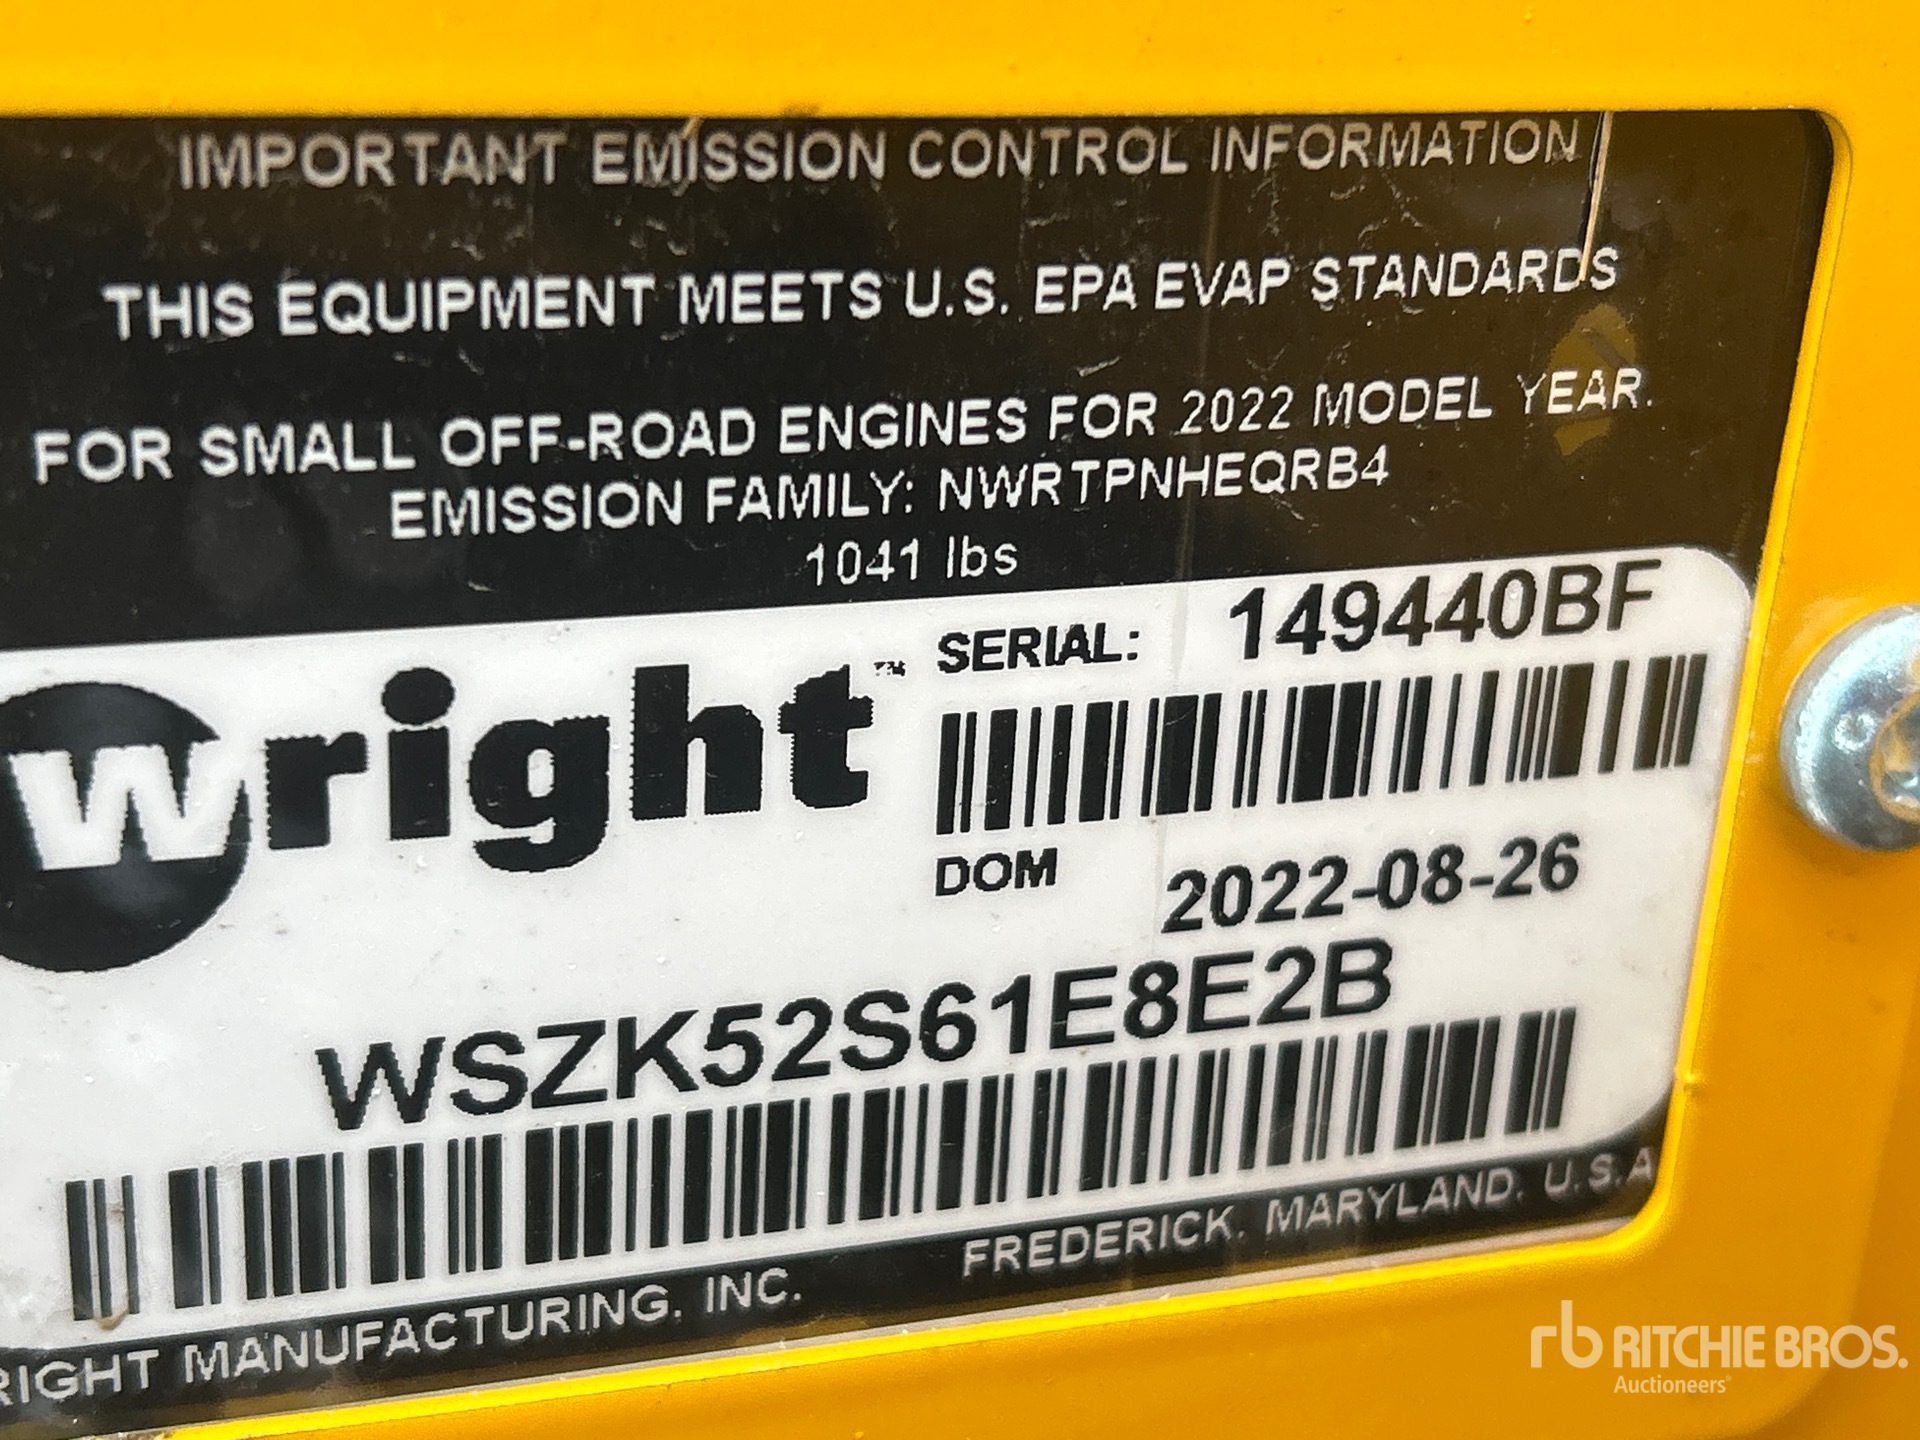 IMPORTANT EMISSION CONTROL INFORMATION
THIS EQUIPMENT MEETS U.S. EPA EVAP STANDARDS
FOR SMALL OFF-ROAD ENGINES FOR 2022 MODEL YEAR.
EMISSION FAMILY: NWRTPNHEQRB4
1041 lbs
wright™
SERIAL: 149440BF
DOM 2022-08-26
WSZK52S61E8E2B
RIGHT MANUFACTURING, INC. FREDERICK, MARYLAND, U.S.A
rb RITCHIE BROS.
Auctioneers®